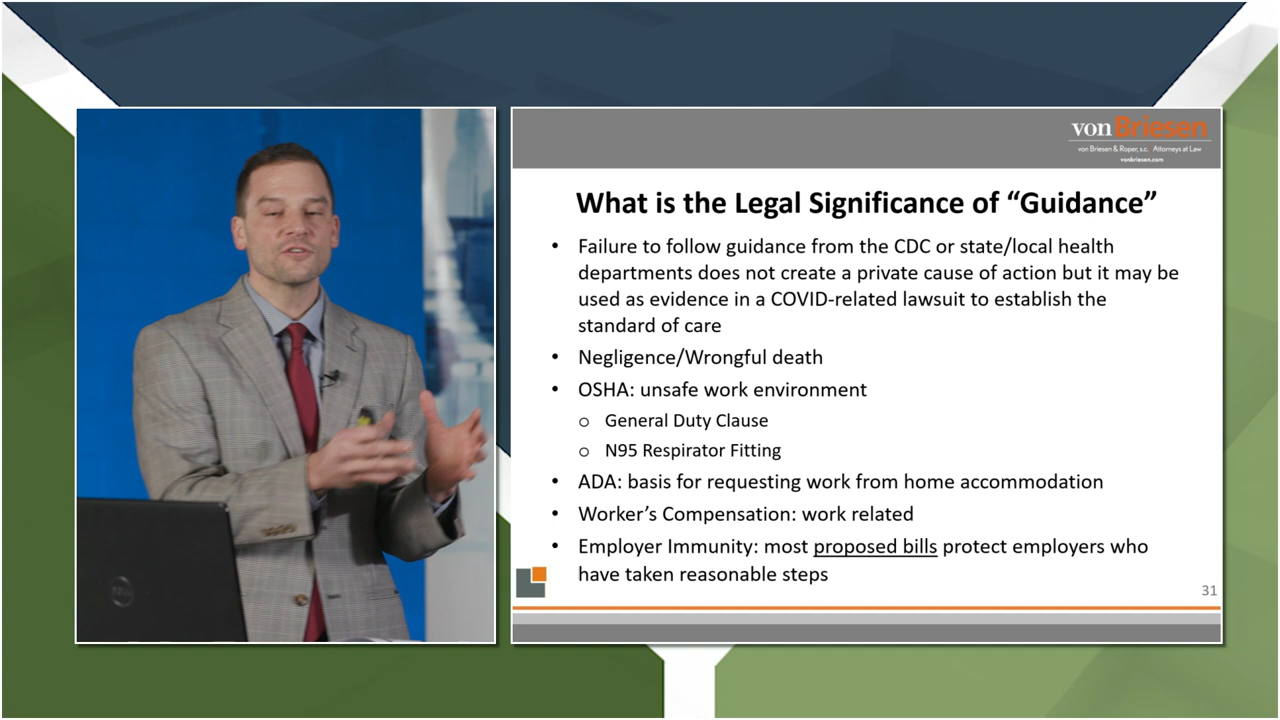 von Briesen
von Briesen & Roper, s.c. Attorneys at Law
vonbriesen.com
What is the Legal Significance of “Guidance”
• Failure to follow guidance from the CDC or state/local health
departments does not create a private cause of action but it may be
used as evidence in a COVID-related lawsuit to establish the
standard of care
• Negligence/Wrongful death
• OSHA: unsafe work environment
o General Duty Clause
o N95 Respirator Fitting
• ADA: basis for requesting work from home accommodation
• Worker’s Compensation: work related
• Employer Immunity: most proposed bills protect employers who
have taken reasonable steps
31
DELL